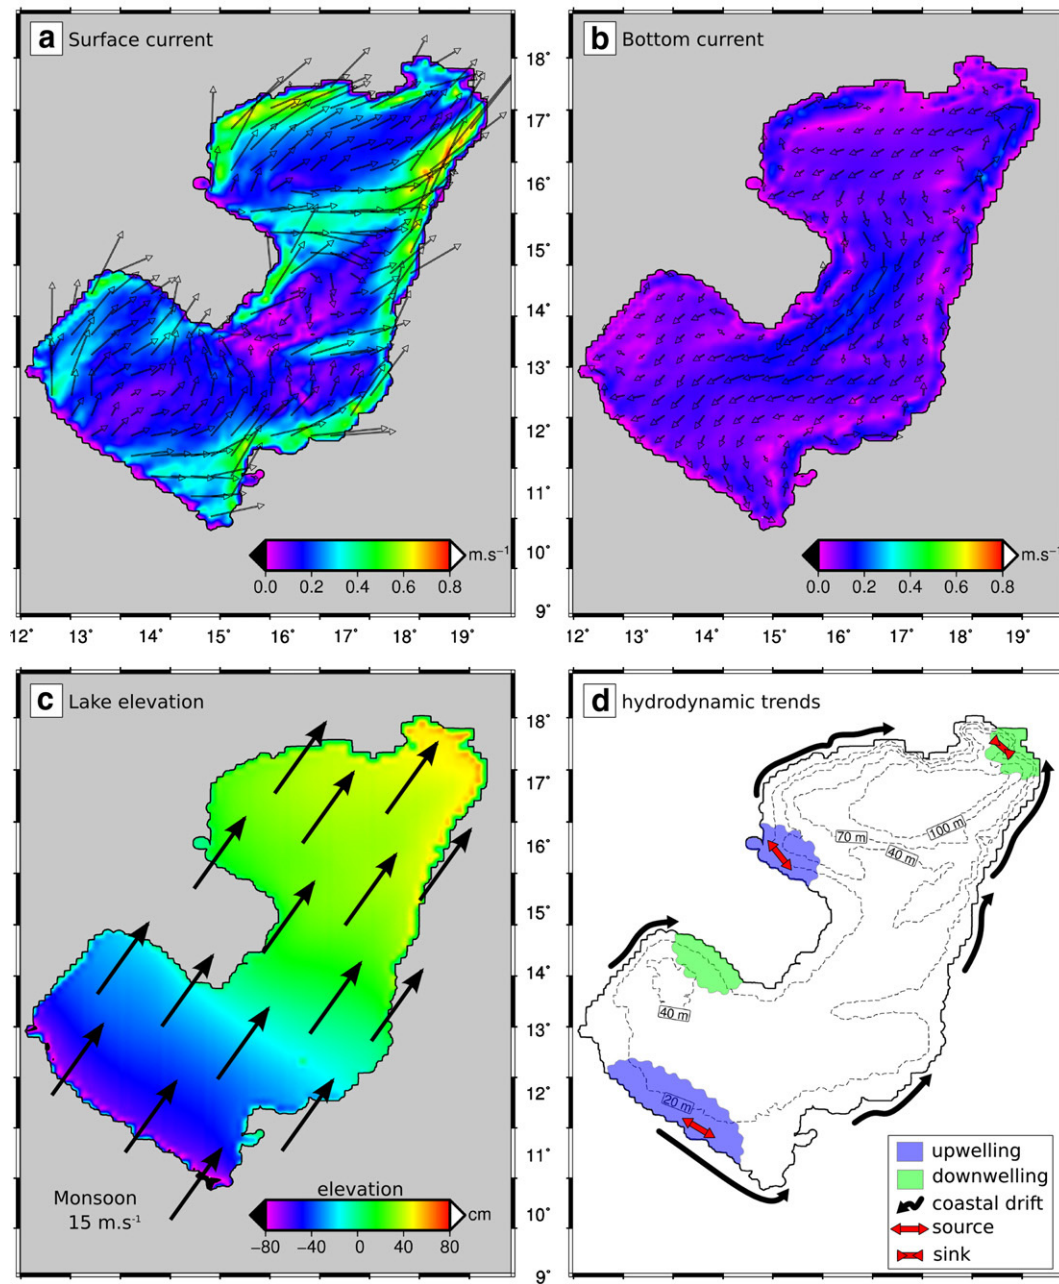 a Surface current
b Bottom current
18°
17°
16°
15°
14°
13°
12°
11°
10°
9°
m.s⁻¹
0.0 0.2 0.4 0.6 0.8
m.s⁻¹
0.0 0.2 0.4 0.6 0.8
12° 13° 14° 15° 16° 17° 18° 19°
12° 13° 14° 15° 16° 17° 18° 19°
c Lake elevation
d hydrodynamic trends
18°
17°
16°
15°
14°
13°
12°
11°
10°
9°
Monsoon
15 m.s⁻¹
elevation
cm
−80 −40 0 40 80
100 m
70 m
40 m
40 m
20 m
upwelling
downwelling
coastal drift
source
sink